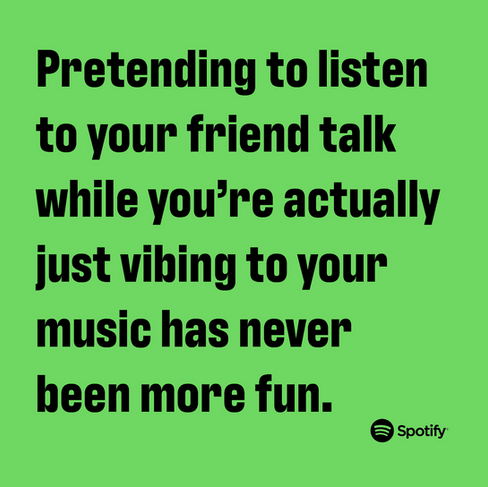 Pretending to listen
to your friend talk
while you’re actually
just vibing to your
music has never
been more fun.
Spotify